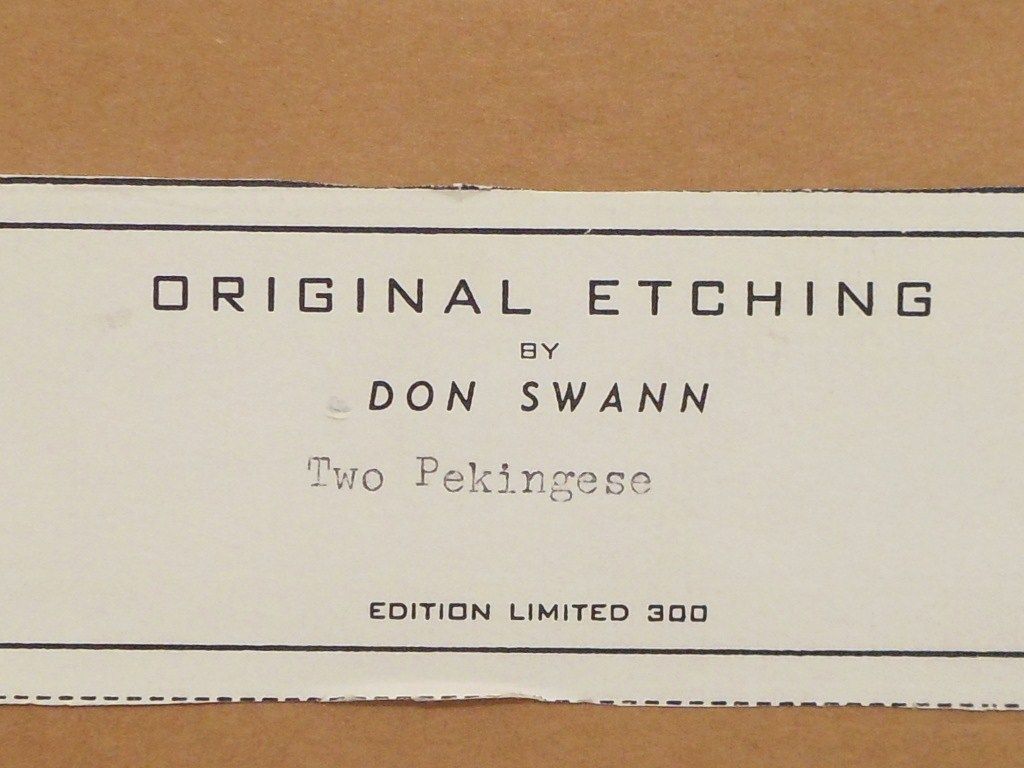 ORIGINAL ETCHING
BY
DON SWANN
Two Pekingese
EDITION LIMITED 300